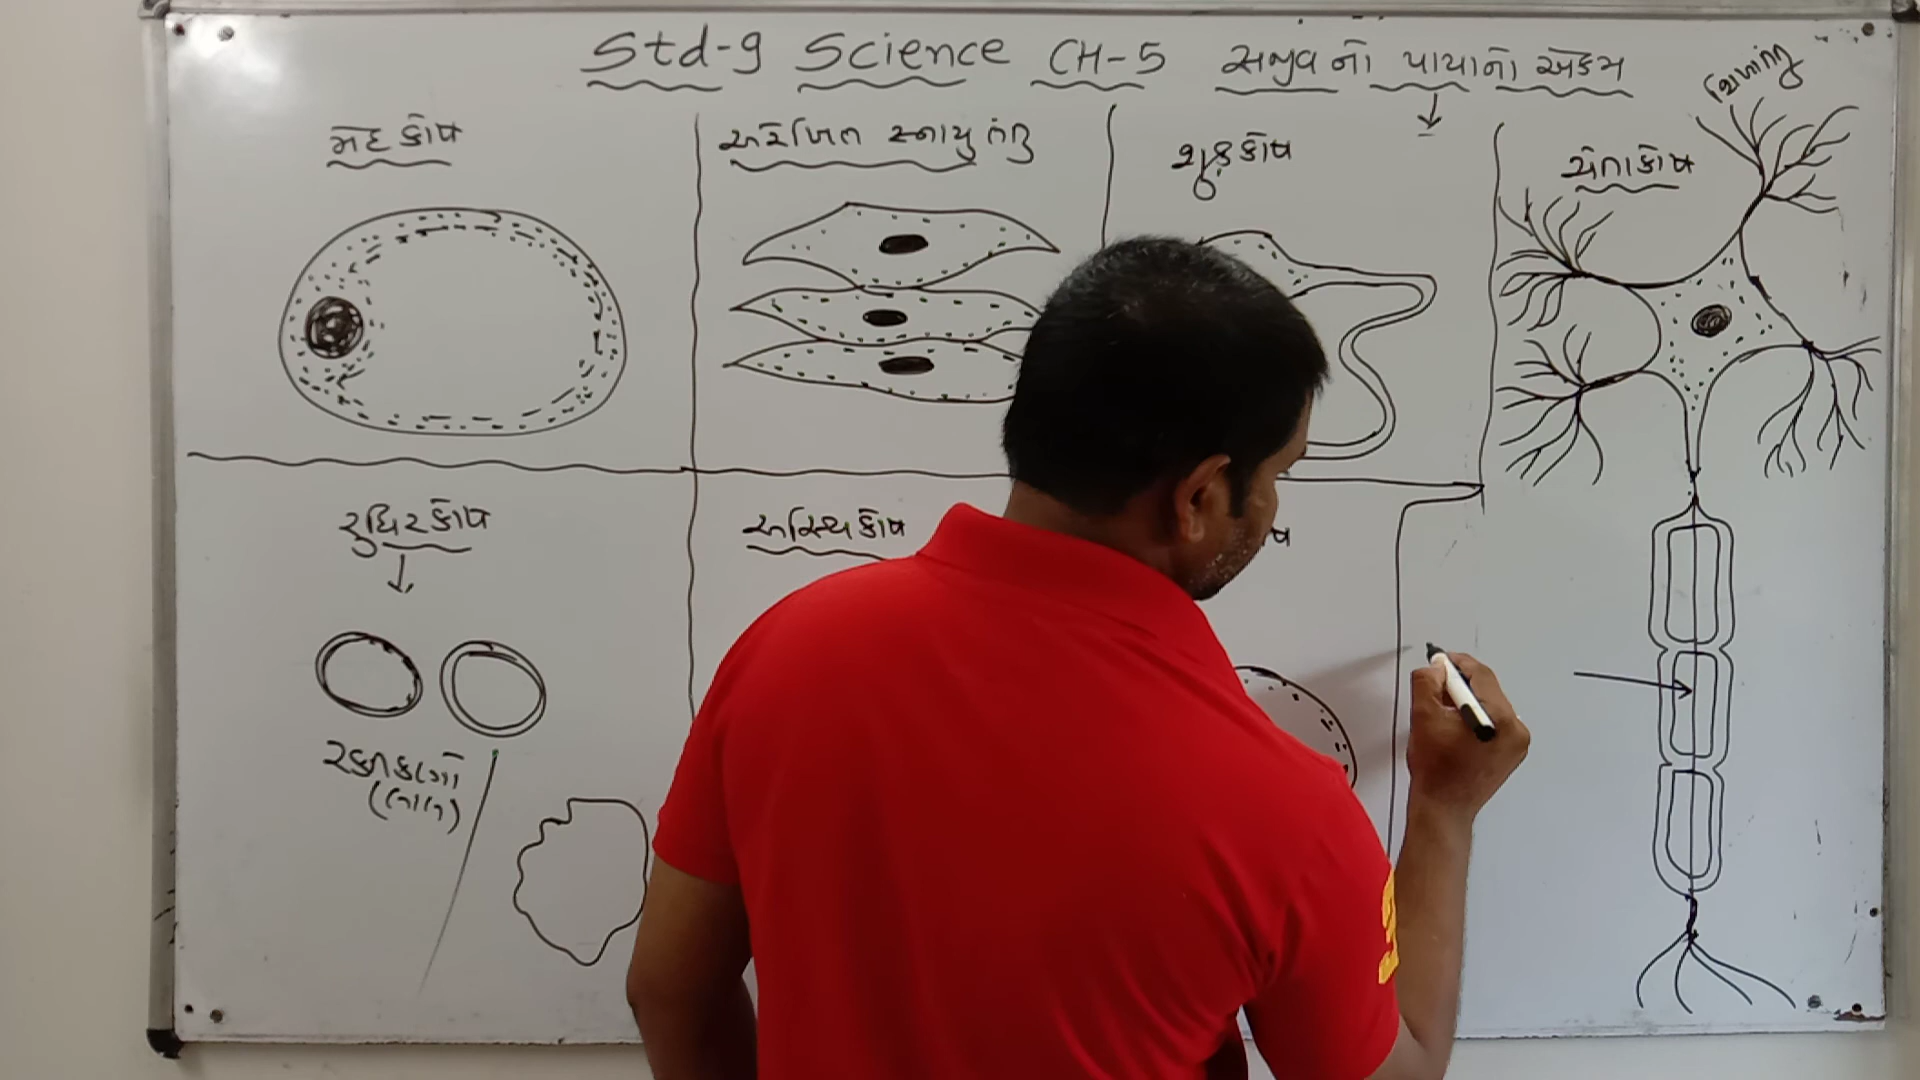 Std-9 Science CH-5 સજીવનો પાયાનો એકમ
મેદકોષ
અરેખિત સ્નાયુ તંતુ
શુક્રકોષ
ચેતાકોષ
શિખાતંતુ
રુધિરકોષ
અસ્થિકોષ
રક્તકણો
(લાલ)